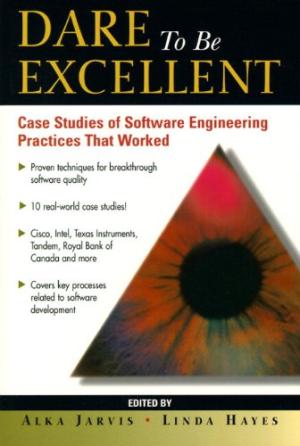 DARE To Be
EXCELLENT
Case Studies of Software Engineering
Practices That Worked
Proven techniques for breakthrough
software quality
10 real-world case studies!
Cisco, Intel, Texas Instruments,
Tandem, Royal Bank of
Canada and more
Covers key processes
related to software
development
EDITED BY
ALKA JARVIS • LINDA HAYES